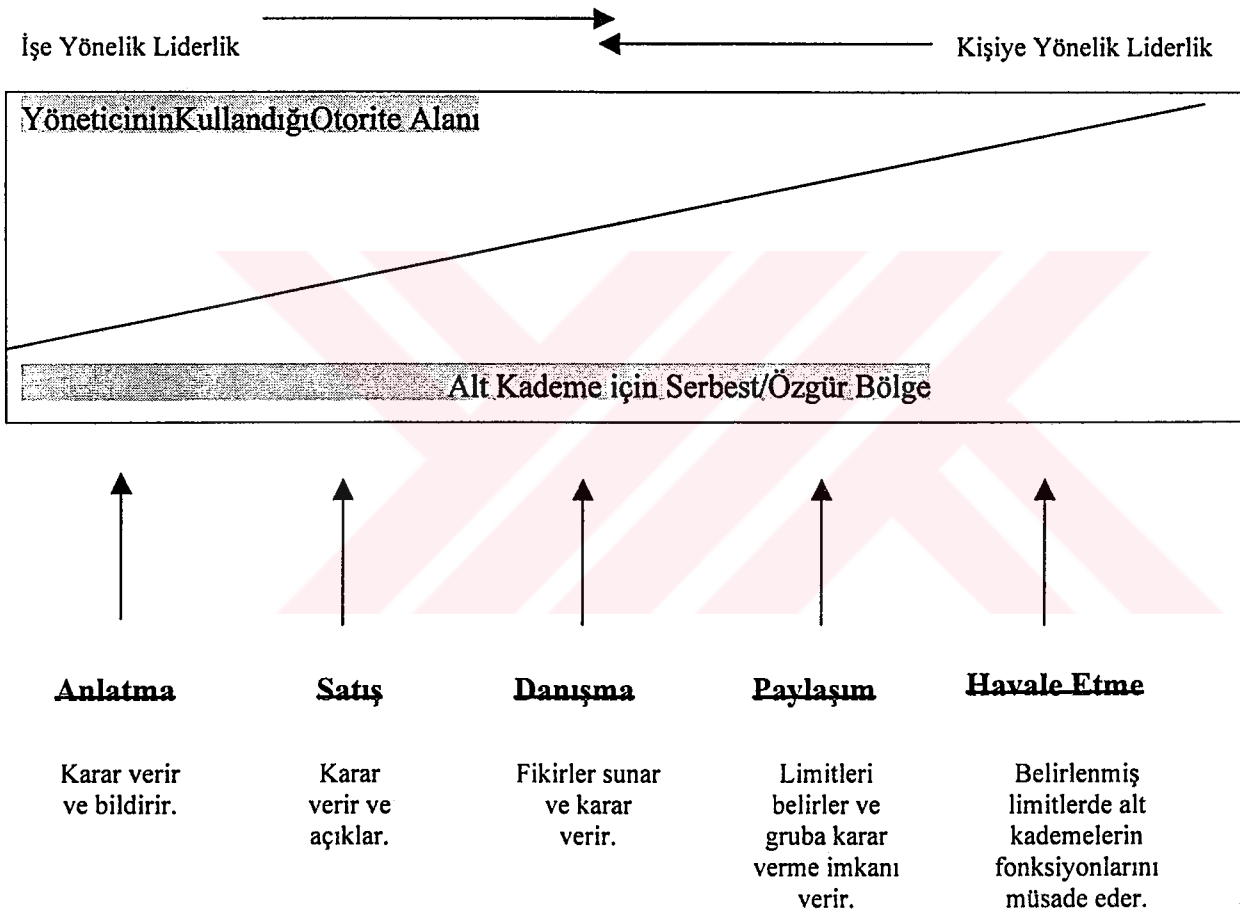 İşe Yönelik Liderlik
Kişiye Yönelik Liderlik
YöneticininKullandığıOtorite Alanı
Alt Kademe için Serbest/Özgür Bölge
Anlatma
Satış
Danışma
Paylaşım
Havale Etme
Karar verir
ve bildirir.
Karar
verir ve
açıklar.
Fikirler sunar
ve karar
verir.
Limitleri
belirler ve
gruba karar
verme imkanı
verir.
Belirlenmiş
limitlerde alt
kademelerin
fonksiyonlarını
müsade eder.